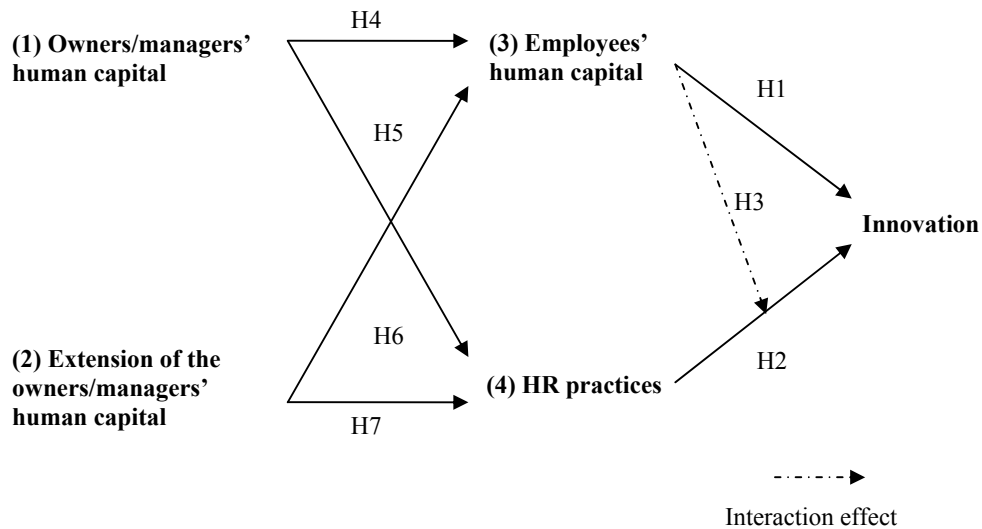 H4
(1) Owners/managers’
human capital
(3) Employees’
human capital
H1
H5
H3
Innovation
H6
(2) Extension of the
owners/managers’
human capital
H2
(4) HR practices
H7
Interaction effect